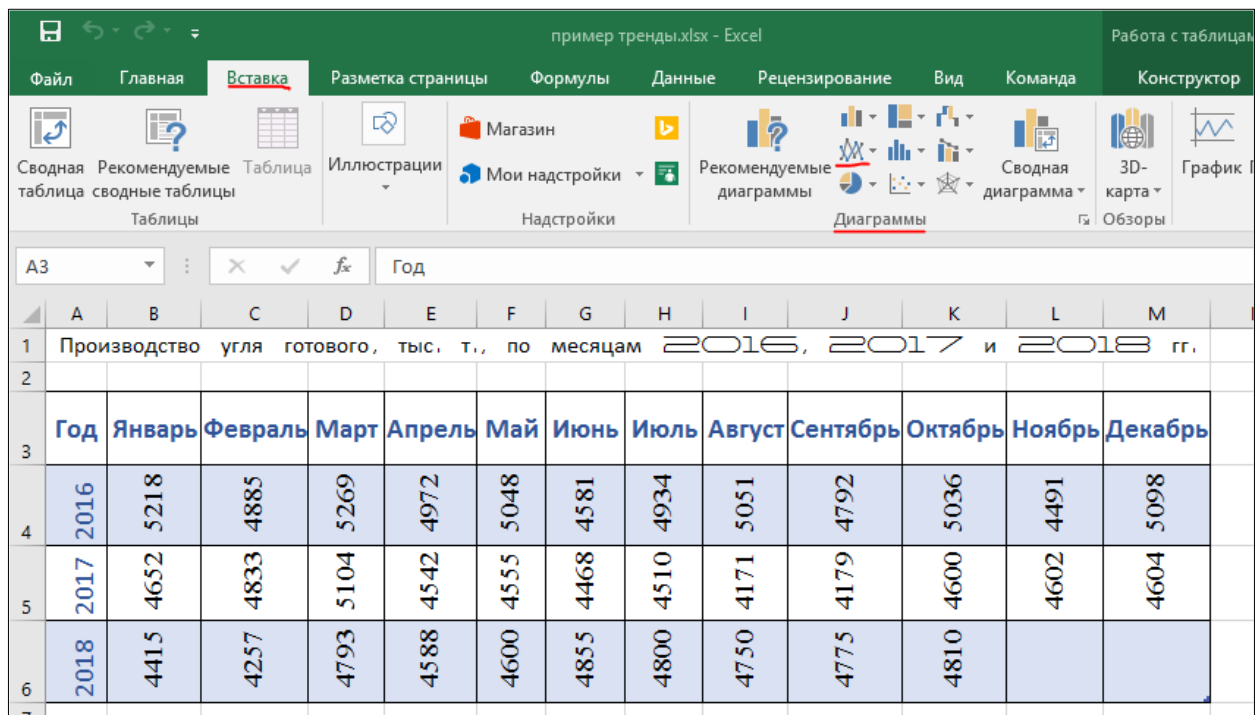 пример тренды.xlsx - Excel Работа с таблицам
Файл Главная Вставка Разметка страницы Формулы Данные Рецензирование Вид Команда Конструктор
Сводная таблица
Рекомендуемые сводные таблицы
Таблица
Иллюстрации
Магазин
Мои надстройки
Рекомендуемые диаграммы
Сводная диаграмма
3D-карта
График
Таблицы Надстройки Диаграммы Обзоры
A3 fx Год
A B C D E F G H I J K L M
1 Производство угля готового, тыс. т., по месяцам 2016, 2017 и 2018 гг.
2
3 Год Январь Февраль Март Апрель Май Июнь Июль Август Сентябрь Октябрь Ноябрь Декабрь
4 2016 5218 4885 5269 4972 5048 4581 4934 5051 4792 5036 4491 5098
5 2017 4652 4833 5104 4542 4555 4468 4510 4171 4179 4600 4602 4604
6 2018 4415 4257 4793 4588 4600 4855 4800 4750 4775 4810